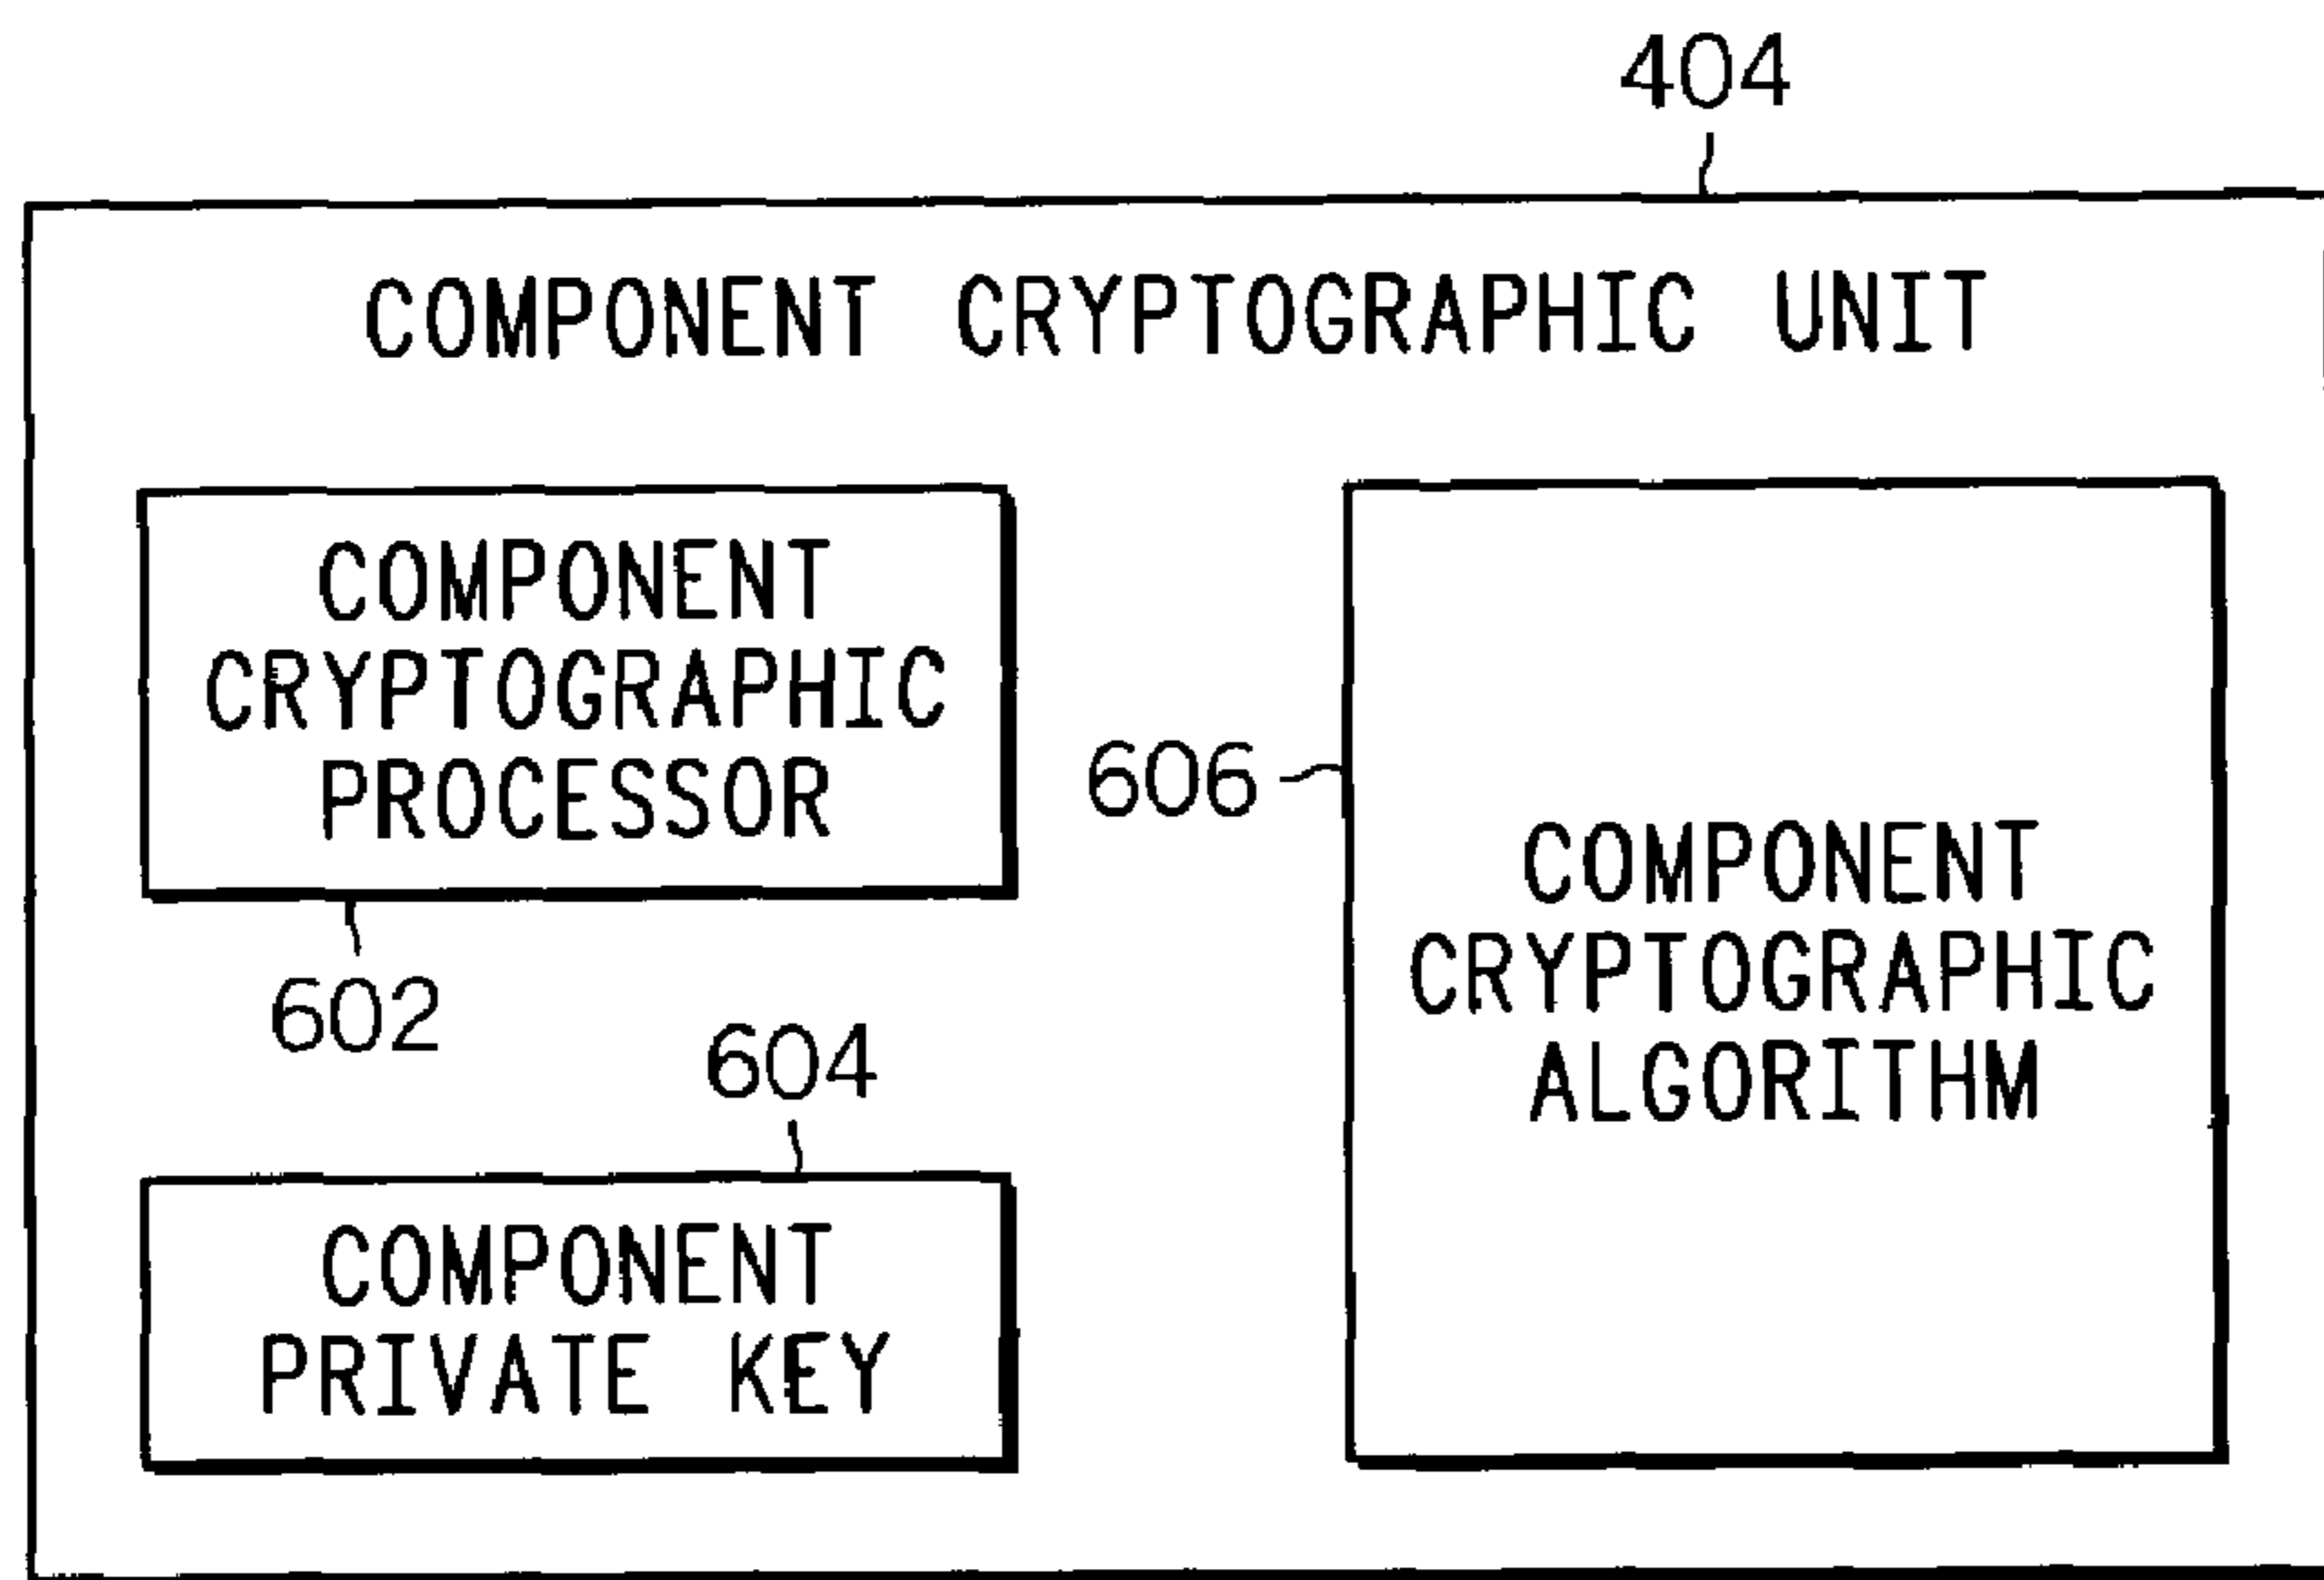 404
COMPONENT CRYPTOGRAPHIC UNIT
COMPONENT
CRYPTOGRAPHIC
PROCESSOR
602
604
COMPONENT
PRIVATE KEY
606
COMPONENT
CRYPTOGRAPHIC
ALGORITHM